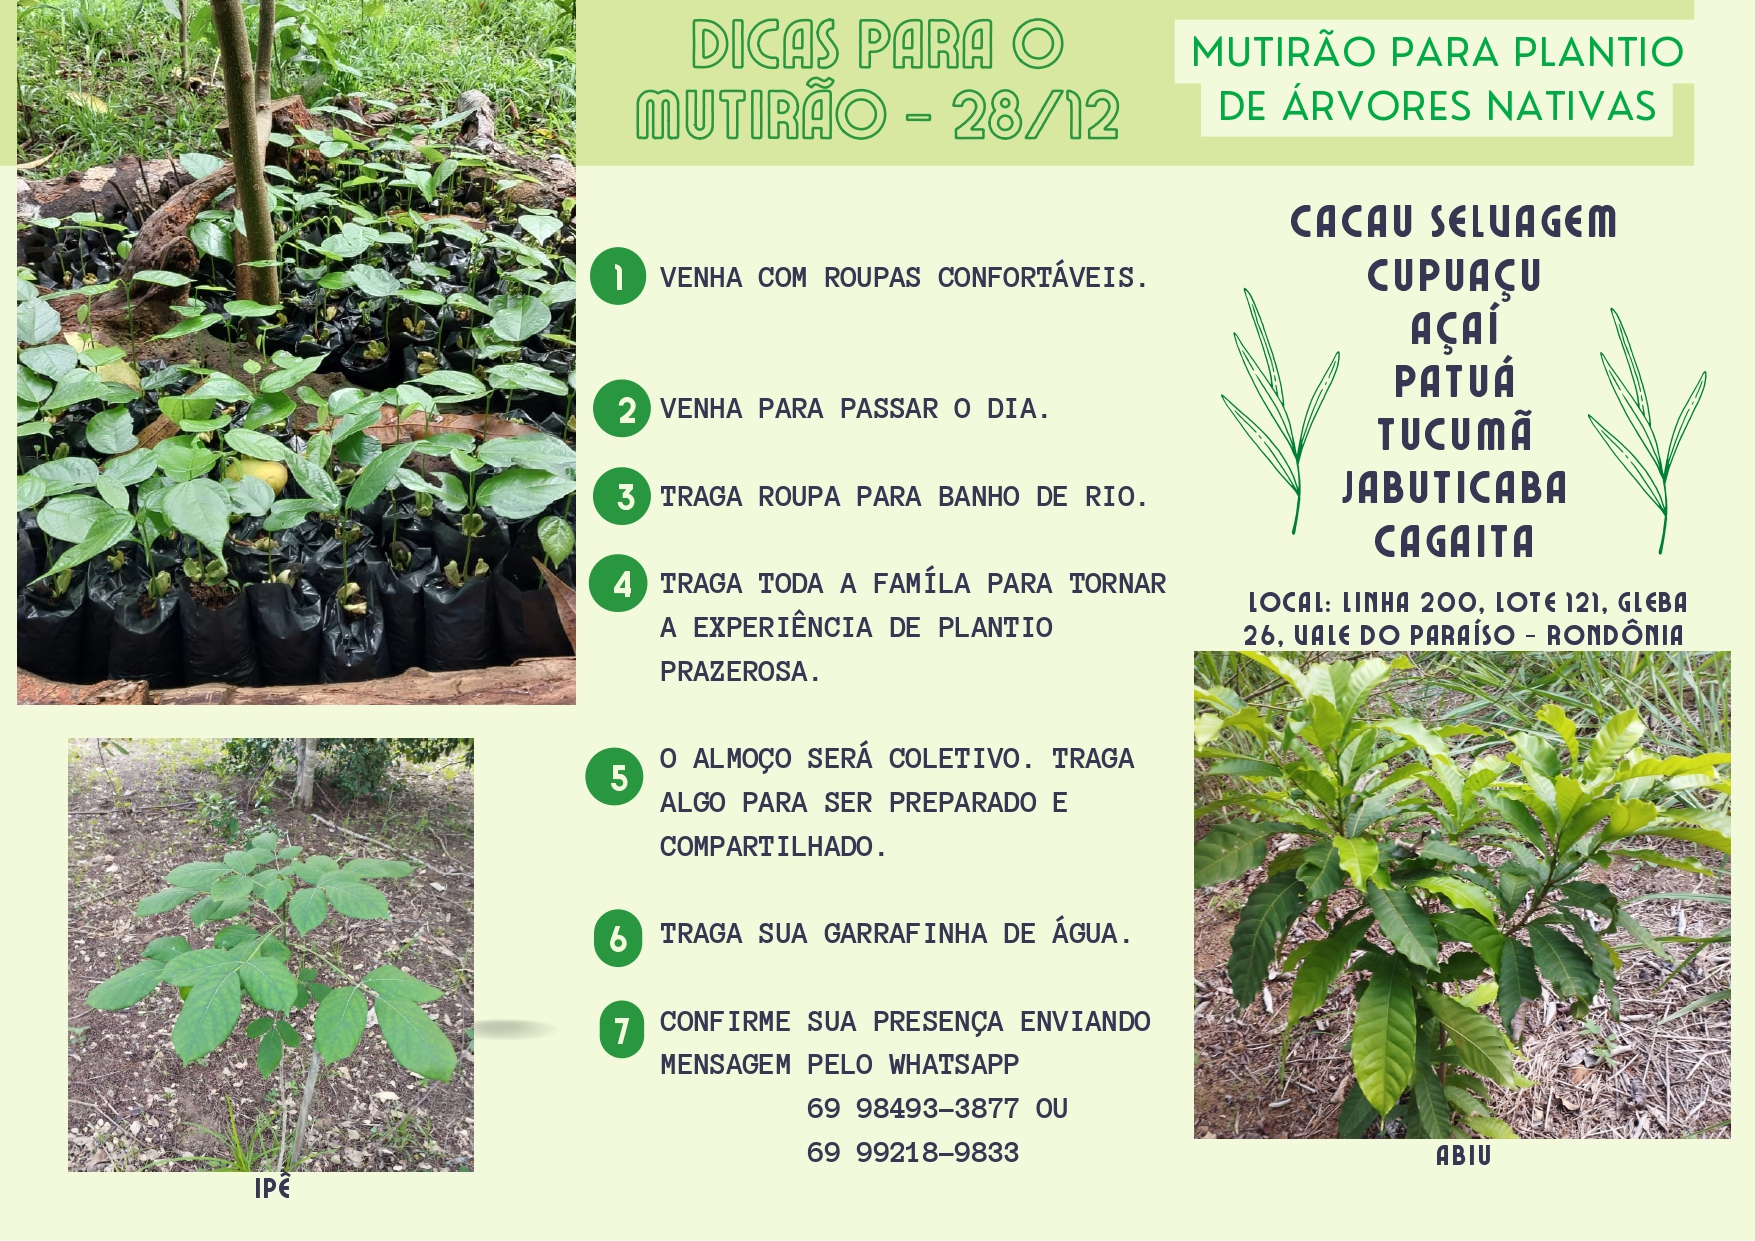 DICAS PARA O
MUTIRÃO - 28/12
1 VENHA COM ROUPAS CONFORTÁVEIS.
2 VENHA PARA PASSAR O DIA.
3 TRAGA ROUPA PARA BANHO DE RIO.
4 TRAGA TODA A FAMÍLA PARA TORNAR
A EXPERIÊNCIA DE PLANTIO
PRAZEROSA.
5 O ALMOÇO SERÁ COLETIVO. TRAGA
ALGO PARA SER PREPARADO E
COMPARTILHADO.
6 TRAGA SUA GARRAFINHA DE ÁGUA.
7 CONFIRME SUA PRESENÇA ENVIANDO
MENSAGEM PELO WHATSAPP
69 98493-3877 OU
69 99218-9833
MUTIRÃO PARA PLANTIO
DE ÁRVORES NATIVAS
CACAU SELVAGEM
CUPUAÇU
AÇAÍ
PATUÁ
TUCUMÃ
JABUTICABA
CAGAITA
LOCAL: LINHA 200, LOTE 121, GLEBA
26, VALE DO PARAÍSO - RONDÔNIA
ABIU
IPÊ